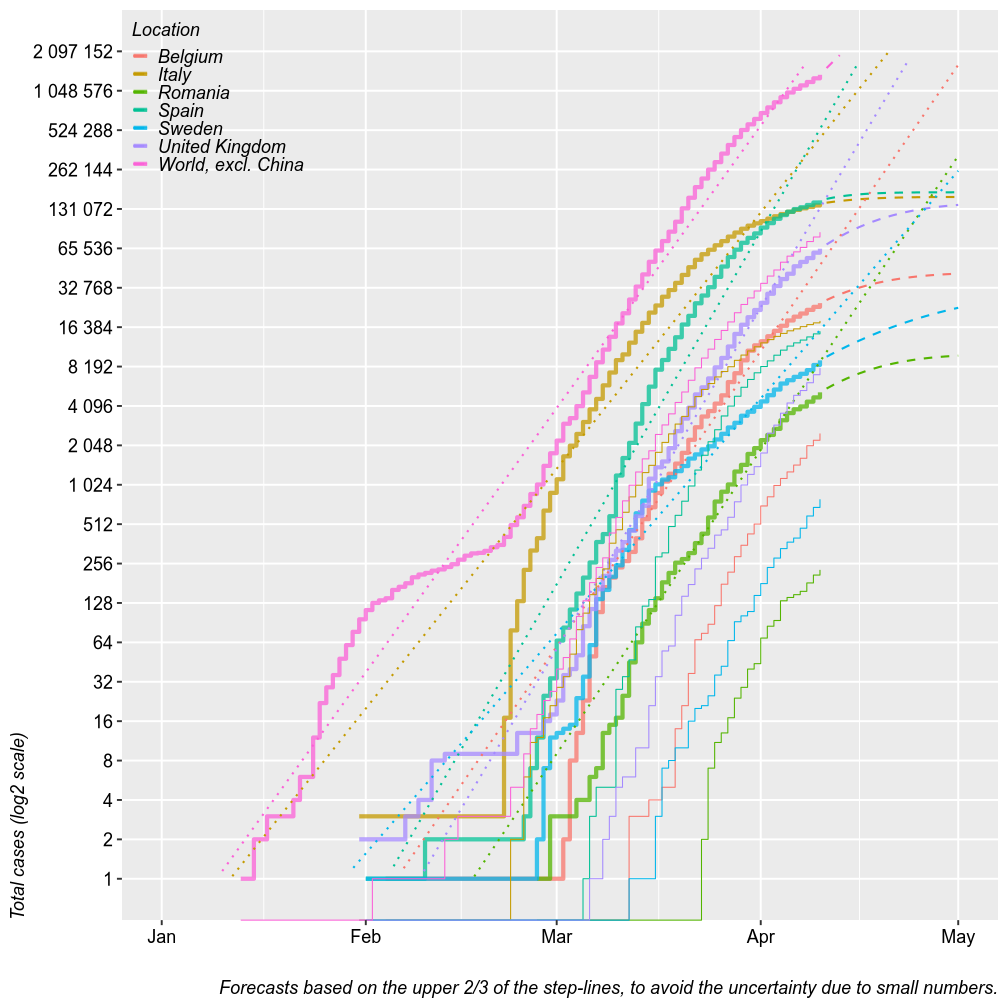 Location
Belgium
Italy
Romania
Spain
Sweden
United Kingdom
World, excl. China
2 097 152
1 048 576
524 288
262 144
131 072
65 536
32 768
16 384
8 192
4 096
2 048
1 024
512
256
128
64
32
16
8
4
2
1
Total cases (log2 scale)
Jan Feb Mar Apr May
Forecasts based on the upper 2/3 of the step-lines, to avoid the uncertainty due to small numbers.